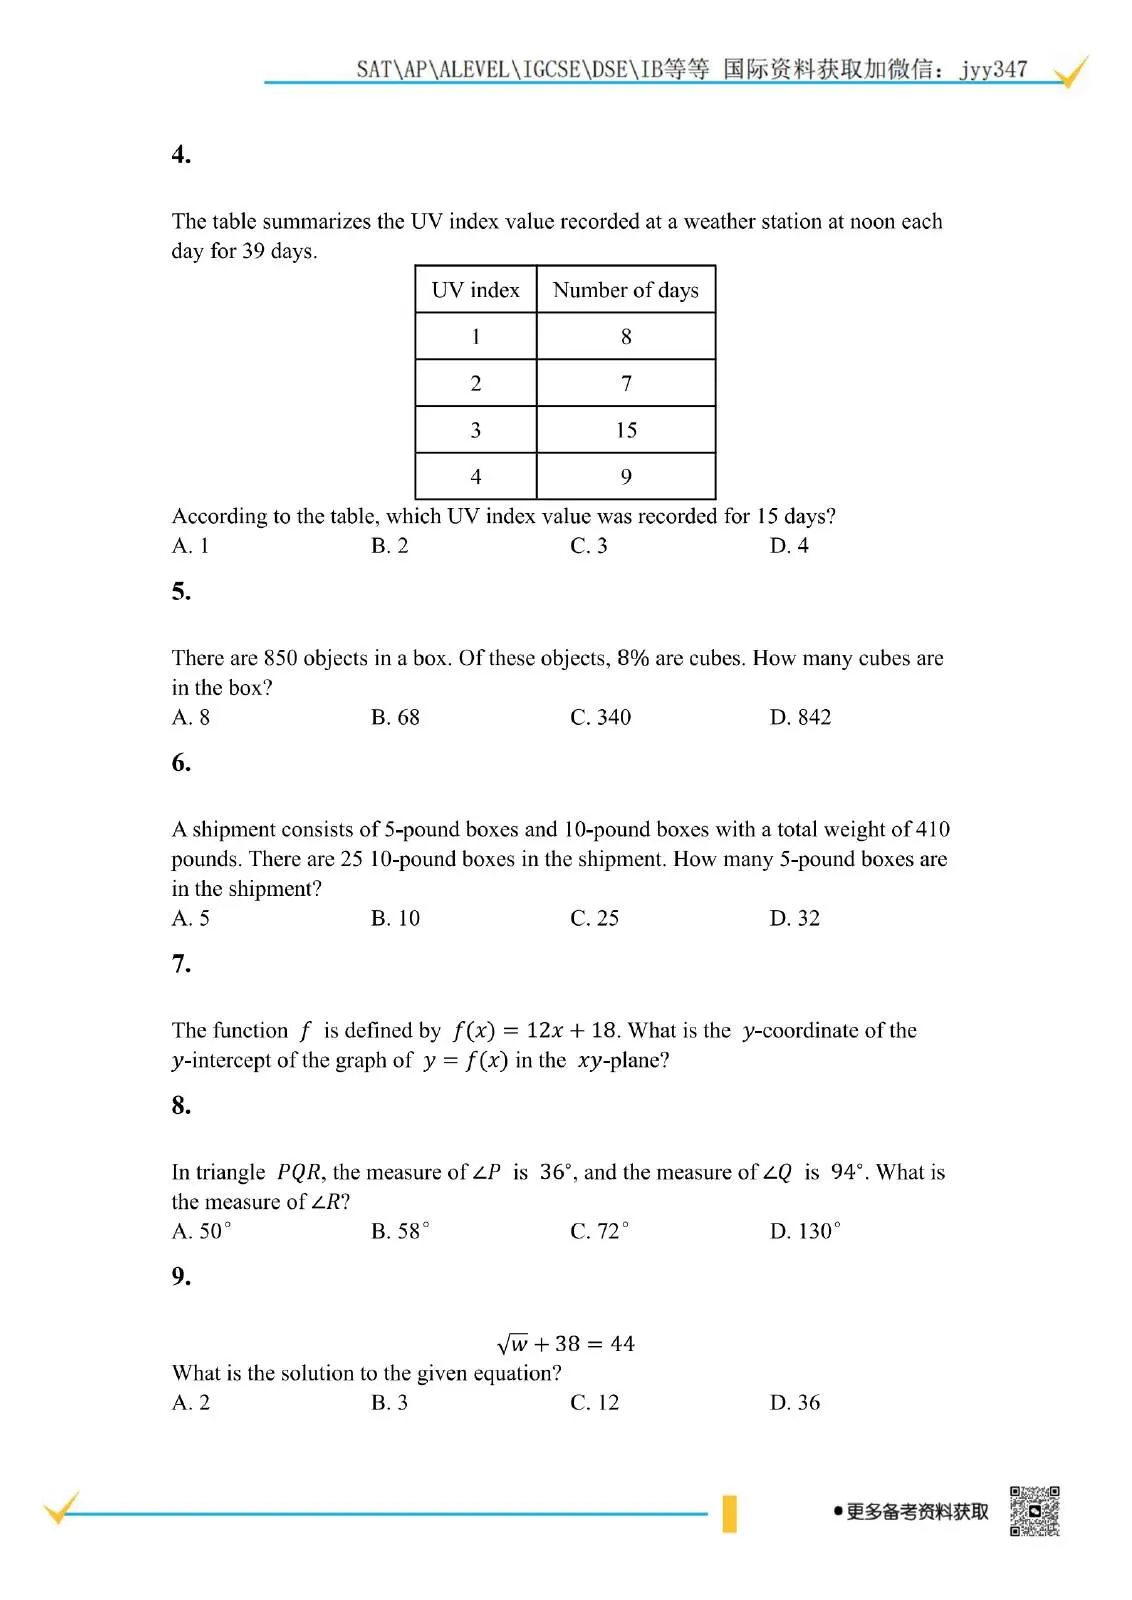 SAT\AP\ALEVEL\IGCSE\DSE\IB等等 国际资料获取加微信：jyy347
4.
The table summarizes the UV index value recorded at a weather station at noon each
day for 39 days.
UV index Number of days
1 8
2 7
3 15
4 9
According to the table, which UV index value was recorded for 15 days?
A. 1 B. 2 C. 3 D. 4
5.
There are 850 objects in a box. Of these objects, 8% are cubes. How many cubes are
in the box?
A. 8 B. 68 C. 340 D. 842
6.
A shipment consists of 5-pound boxes and 10-pound boxes with a total weight of 410
pounds. There are 25 10-pound boxes in the shipment. How many 5-pound boxes are
in the shipment?
A. 5 B. 10 C. 25 D. 32
7.
The function f is defined by f(x) = 12x + 18. What is the y-coordinate of the
y-intercept of the graph of y = f(x) in the xy-plane?
8.
In triangle PQR, the measure of ∠P is 36°, and the measure of ∠Q is 94°. What is
the measure of ∠R?
A. 50° B. 58° C. 72° D. 130°
9.
√w + 38 = 44
What is the solution to the given equation?
A. 2 B. 3 C. 12 D. 36
•更多备考资料获取